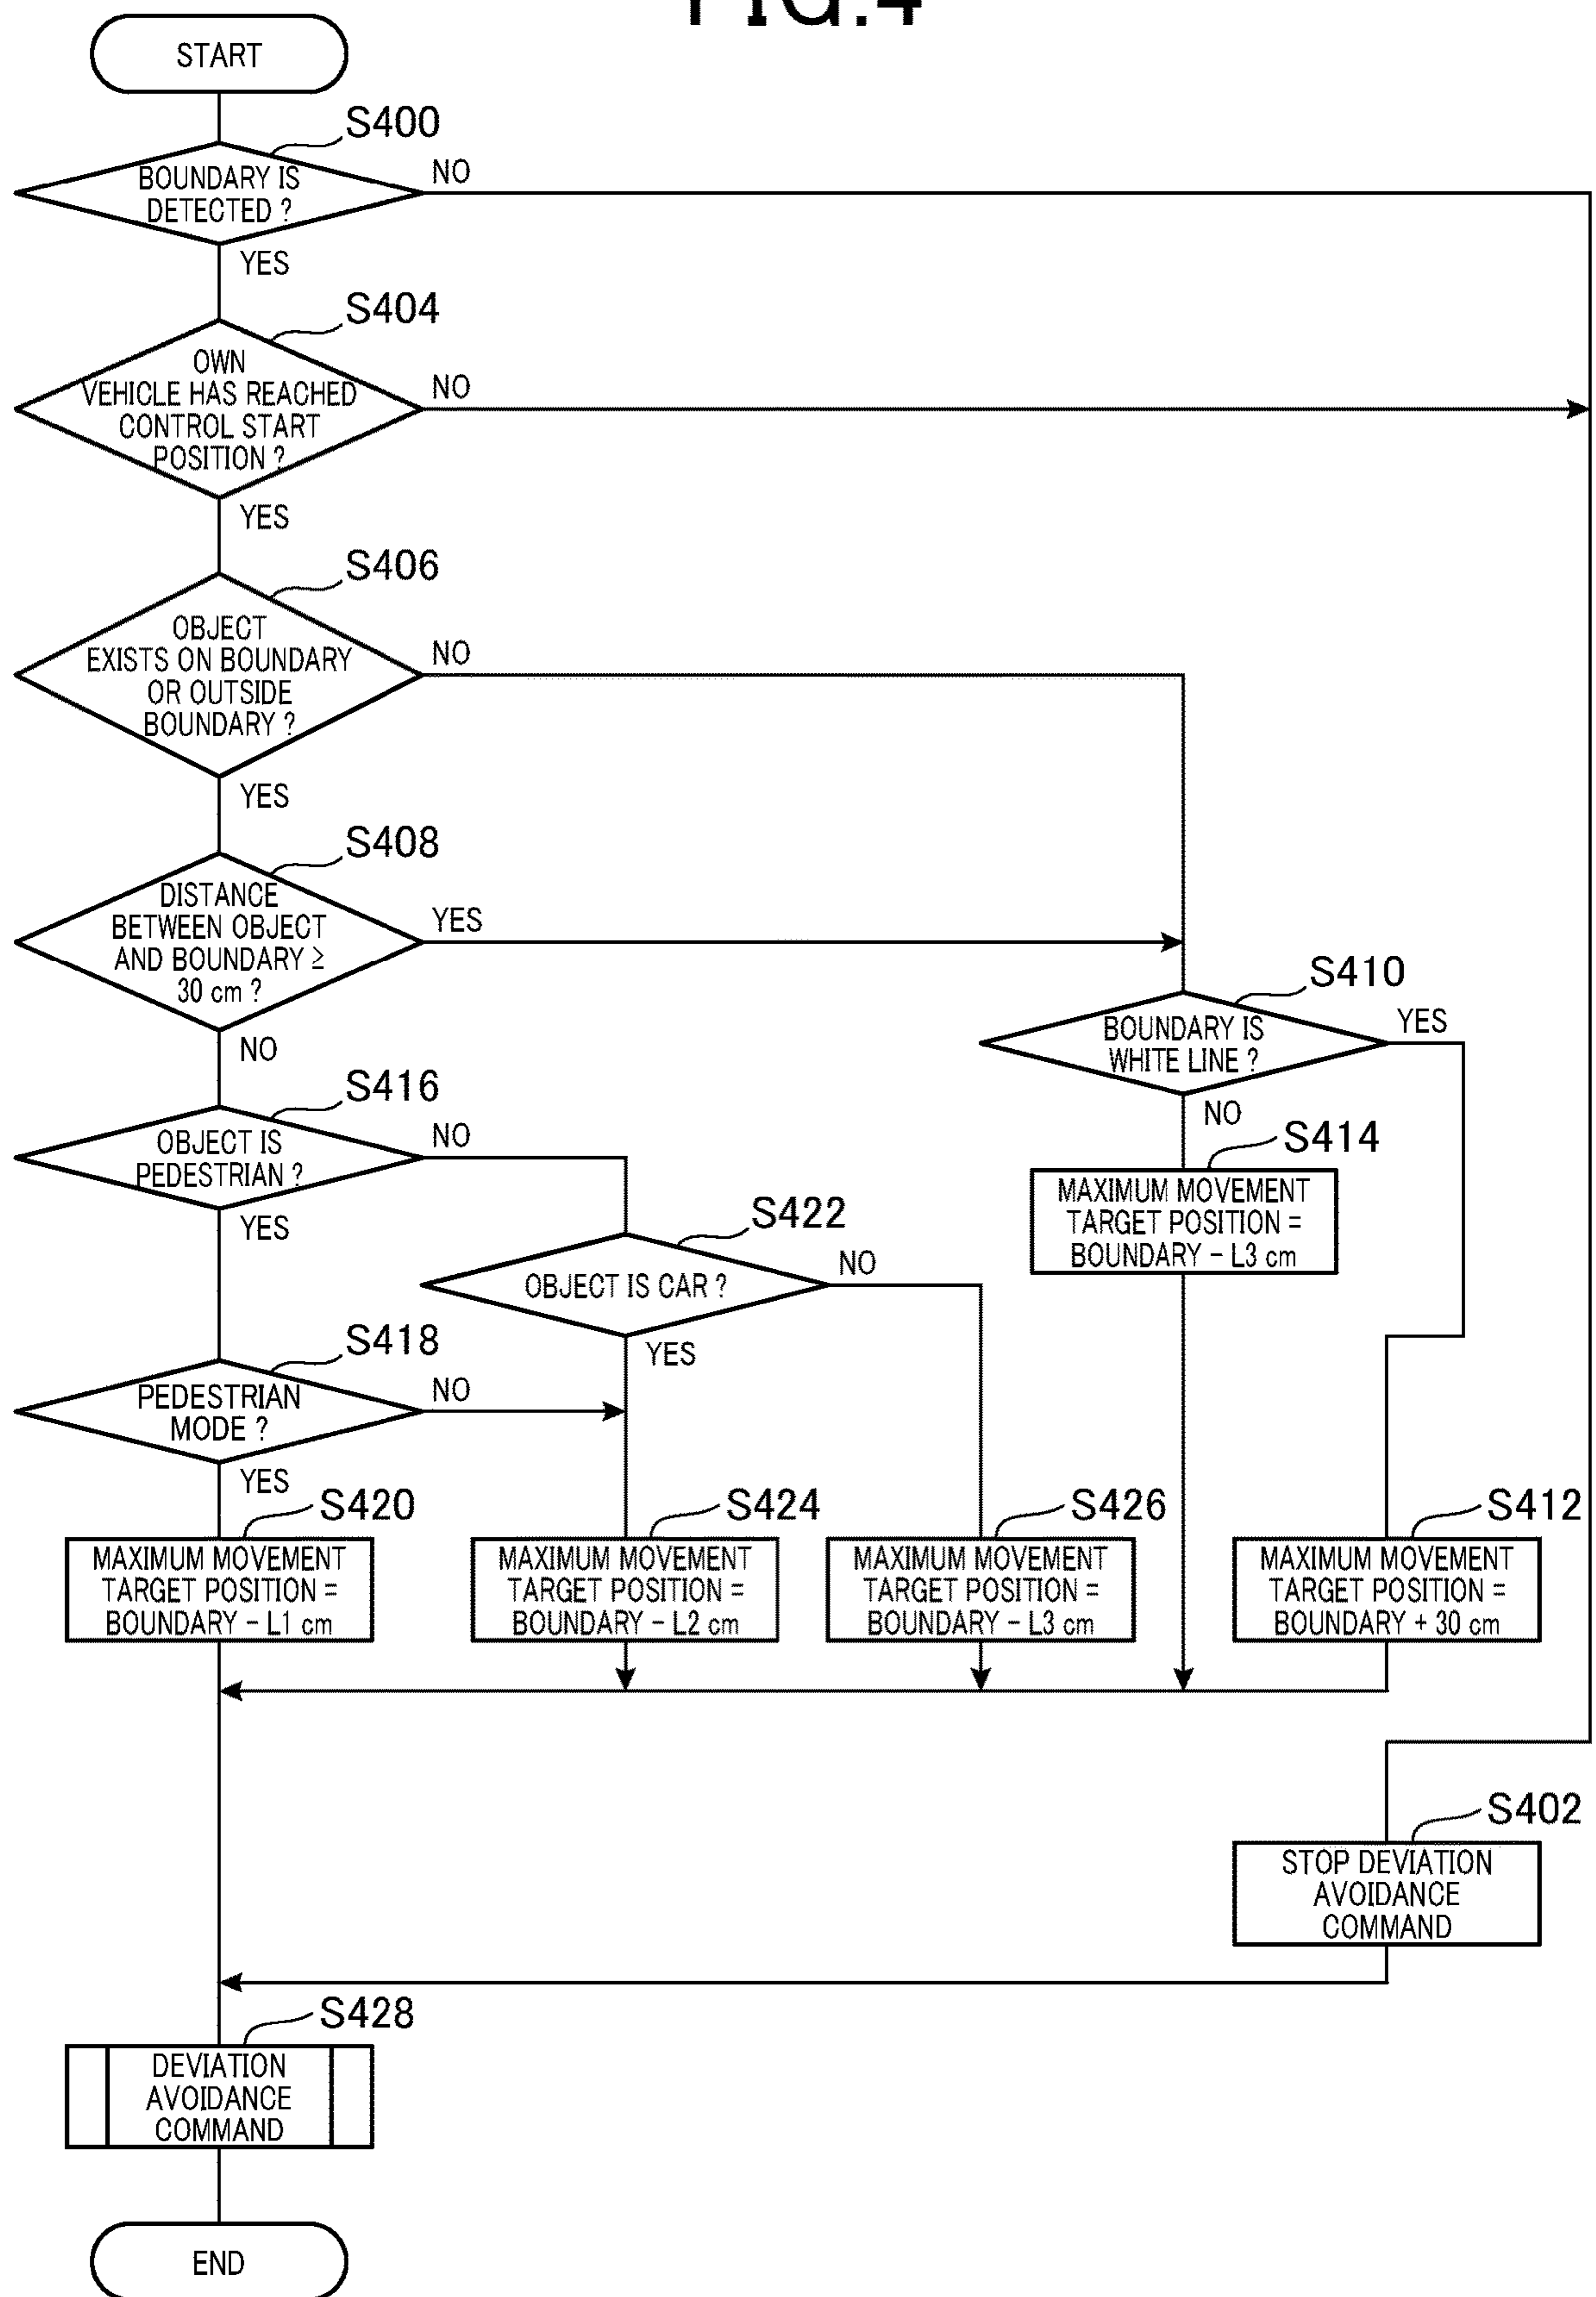 FIG.4
START
S400
BOUNDARY IS
DETECTED ?
NO
YES
S404
OWN
VEHICLE HAS REACHED
CONTROL START
POSITION ?
NO
YES
S406
OBJECT
EXISTS ON BOUNDARY
OR OUTSIDE
BOUNDARY ?
NO
YES
S408
DISTANCE
BETWEEN OBJECT
AND BOUNDARY ≥
30 cm ?
YES
NO
S410
BOUNDARY IS
WHITE LINE ?
YES
NO
S414
MAXIMUM MOVEMENT
TARGET POSITION =
BOUNDARY – L3 cm
S416
OBJECT IS
PEDESTRIAN ?
NO
YES
S422
OBJECT IS CAR ?
NO
YES
S418
PEDESTRIAN
MODE ?
NO
YES
S420
MAXIMUM MOVEMENT
TARGET POSITION =
BOUNDARY – L1 cm
S424
MAXIMUM MOVEMENT
TARGET POSITION =
BOUNDARY – L2 cm
S426
MAXIMUM MOVEMENT
TARGET POSITION =
BOUNDARY – L3 cm
S412
MAXIMUM MOVEMENT
TARGET POSITION =
BOUNDARY + 30 cm
S402
STOP DEVIATION
AVOIDANCE
COMMAND
S428
DEVIATION
AVOIDANCE
COMMAND
END